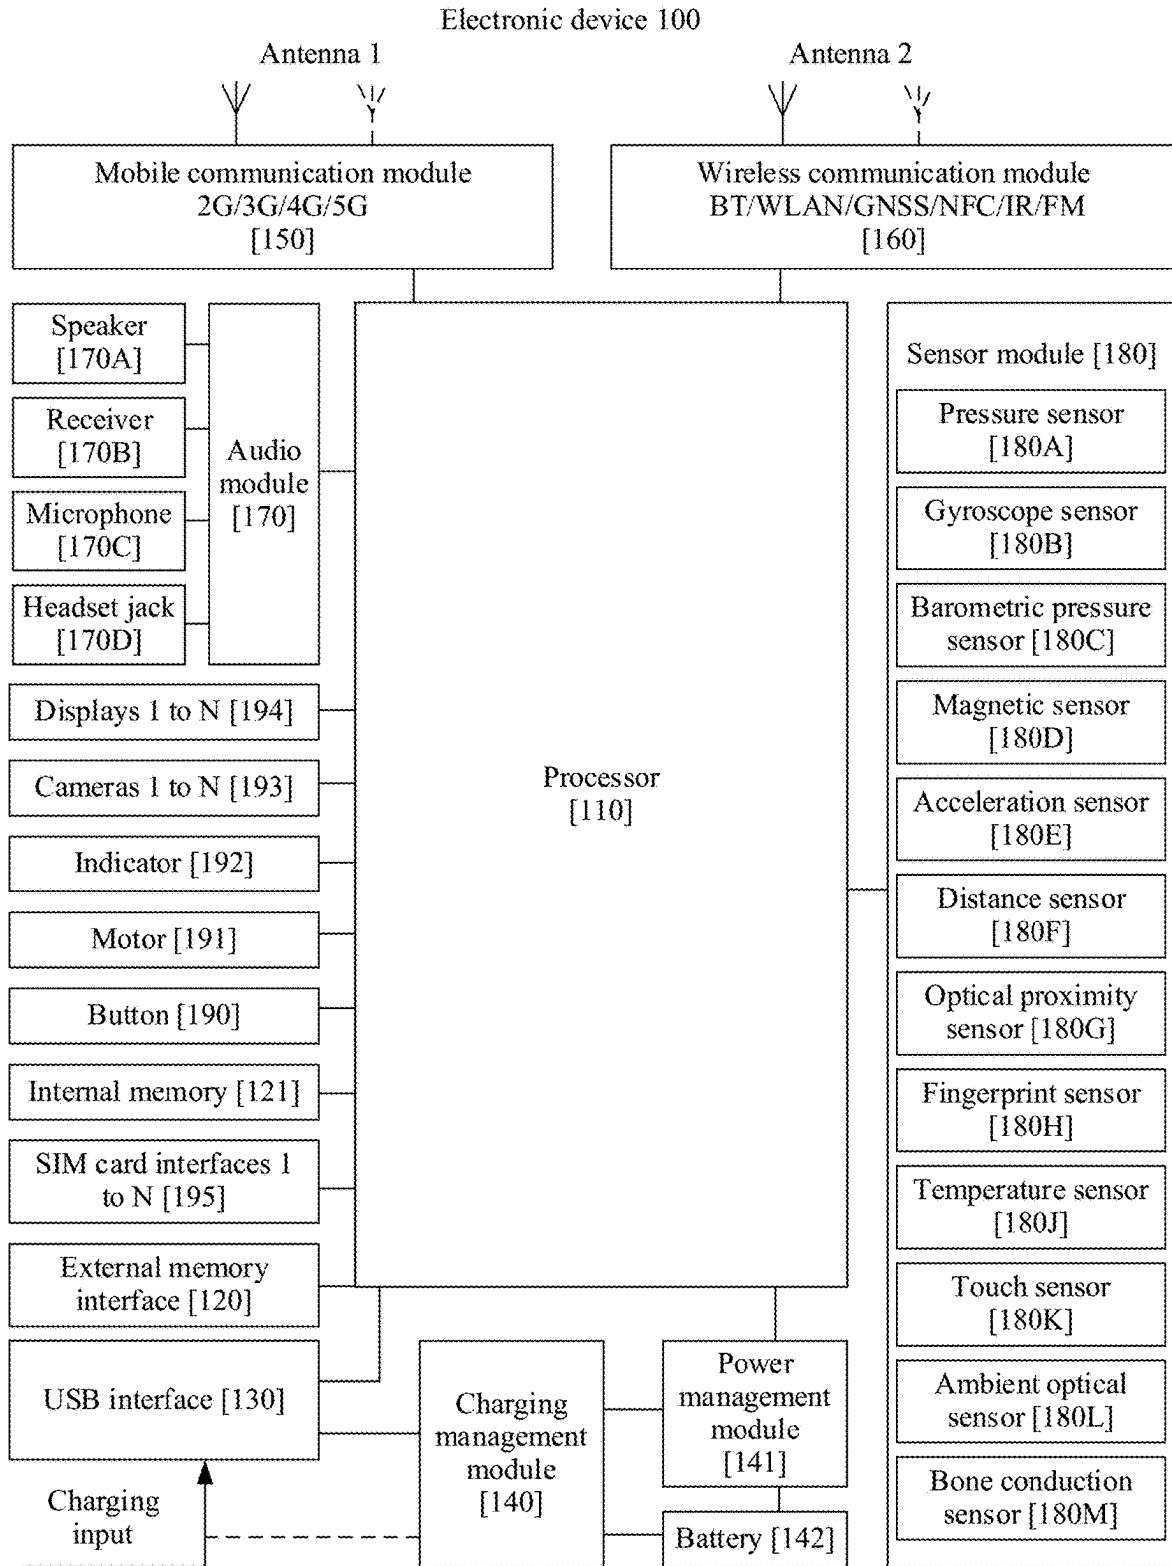 Electronic device 100
Antenna 1
Antenna 2
Mobile communication module
2G/3G/4G/5G
[150]
Wireless communication module
BT/WLAN/GNSS/NFC/IR/FM
[160]
Speaker
[170A]
Receiver
[170B]
Microphone
[170C]
Headset jack
[170D]
Audio
module
[170]
Displays 1 to N [194]
Cameras 1 to N [193]
Indicator [192]
Motor [191]
Button [190]
Internal memory [121]
SIM card interfaces 1
to N [195]
External memory
interface [120]
USB interface [130]
Charging
input
Processor
[110]
Charging
management
module
[140]
Power
management
module
[141]
Battery [142]
Sensor module [180]
Pressure sensor
[180A]
Gyroscope sensor
[180B]
Barometric pressure
sensor [180C]
Magnetic sensor
[180D]
Acceleration sensor
[180E]
Distance sensor
[180F]
Optical proximity
sensor [180G]
Fingerprint sensor
[180H]
Temperature sensor
[180J]
Touch sensor
[180K]
Ambient optical
sensor [180L]
Bone conduction
sensor [180M]